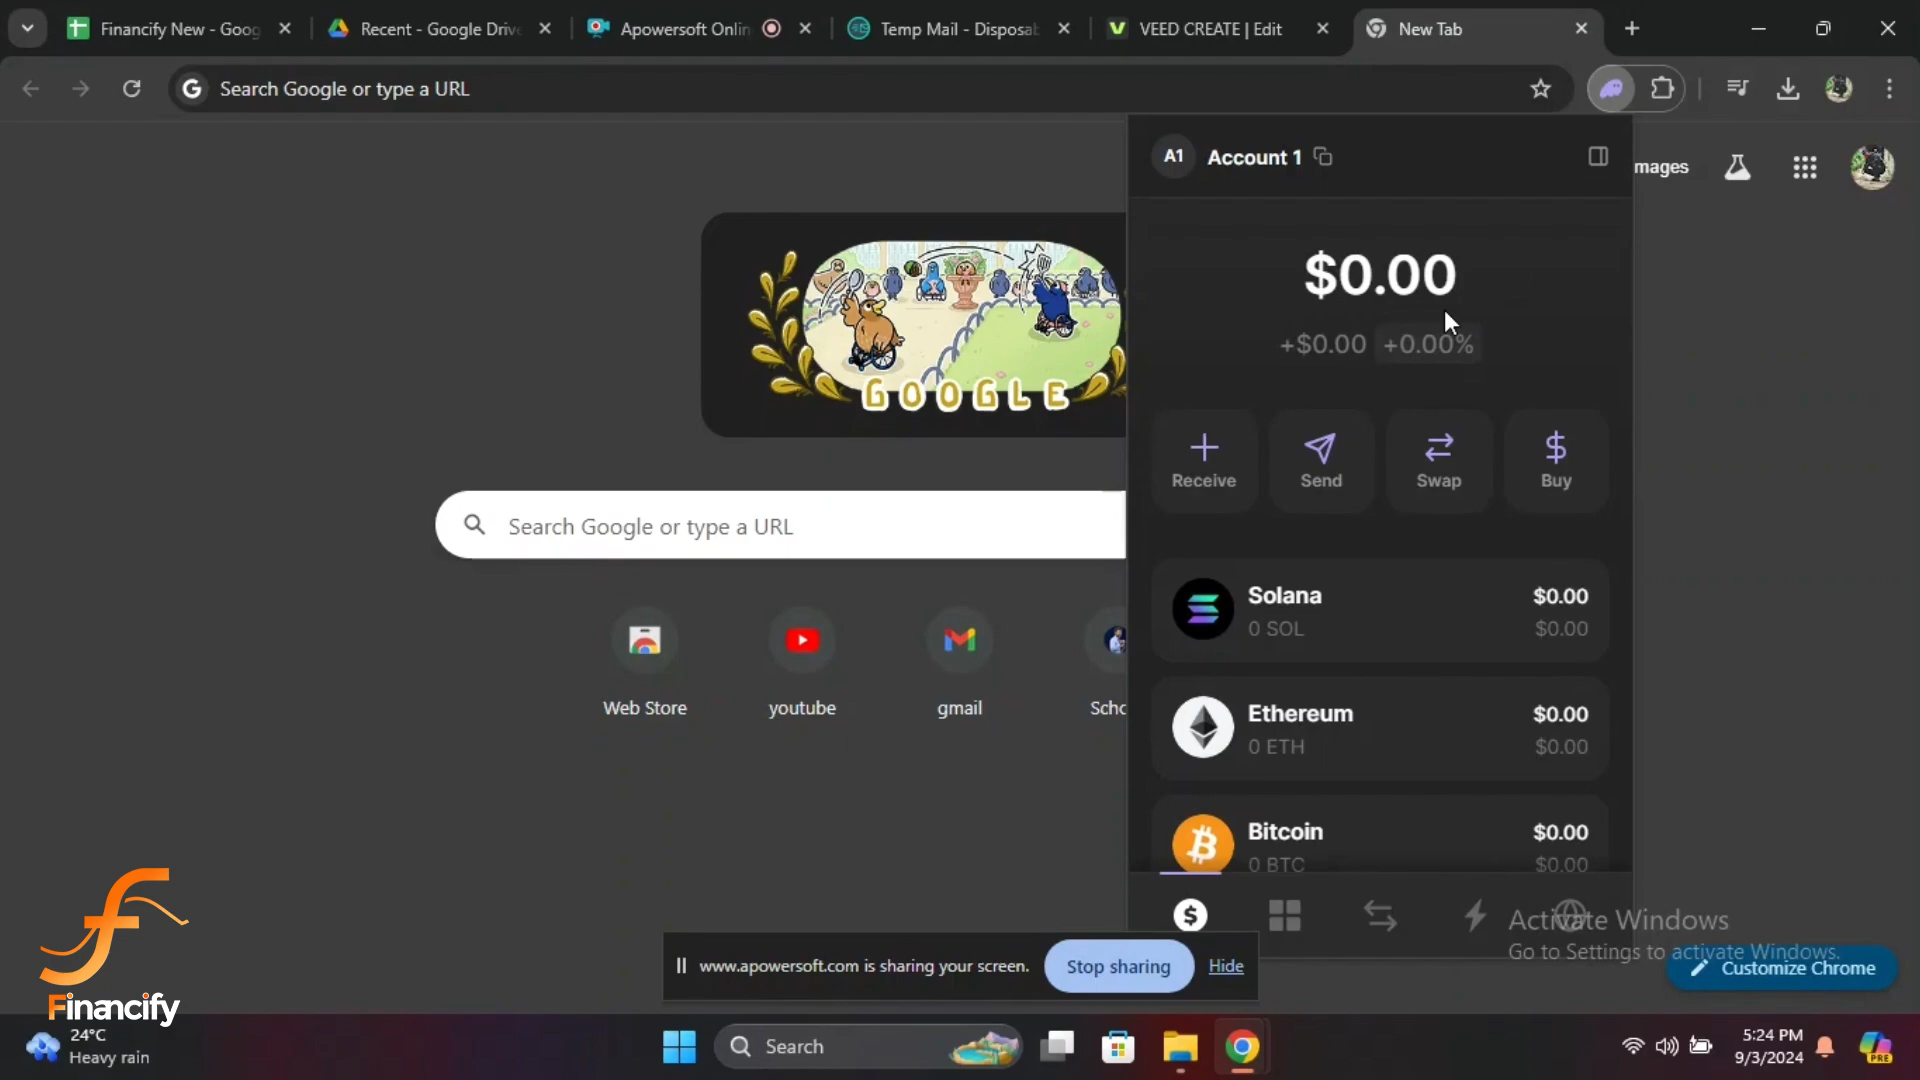 Financify New - Goog
Recent - Google Drive
Apowersoft Onlin
Temp Mail - Disposab
VEED CREATE | Edit
New Tab
Search Google or type a URL
A1
Account 1
mages
$0.00
+$0.00 +0.00%
GOOGLE
Receive
Send
Swap
Buy
Search Google or type a URL
Solana
$0.00
0 SOL
$0.00
Web Store
youtube
gmail
Scho
Ethereum
$0.00
0 ETH
$0.00
Bitcoin
$0.00
0 BTC
$0.00
Activate Windows
Go to Settings to activate Windows.
www.apowersoft.com is sharing your screen.
Stop sharing
Hide
Customize Chrome
Financify
24°C
Heavy rain
Search
5:24 PM
9/3/2024
PRE